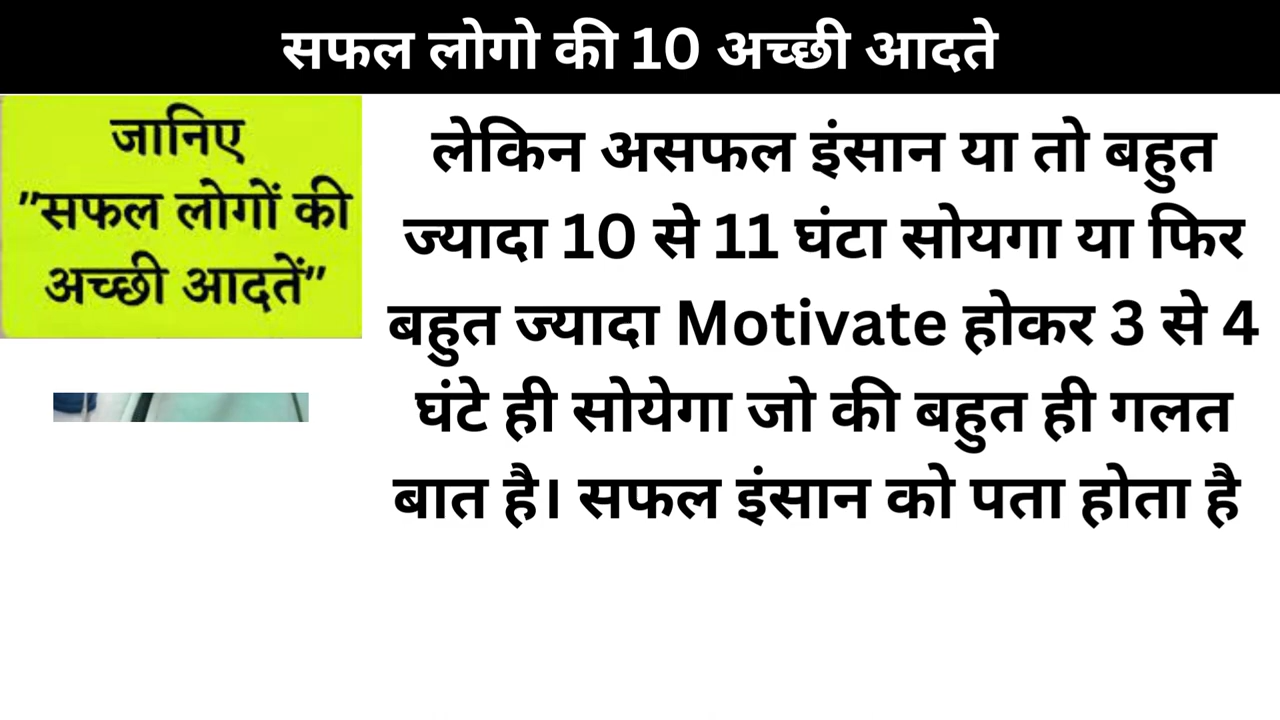 सफल लोगो की 10 अच्छी आदते
जानिए
"सफल लोगों की
अच्छी आदतें"
लेकिन असफल इंसान या तो बहुत
ज्यादा 10 से 11 घंटा सोयगा या फिर
बहुत ज्यादा Motivate होकर 3 से 4
घंटे ही सोयेगा जो की बहुत ही गलत
बात है। सफल इंसान को पता होता है